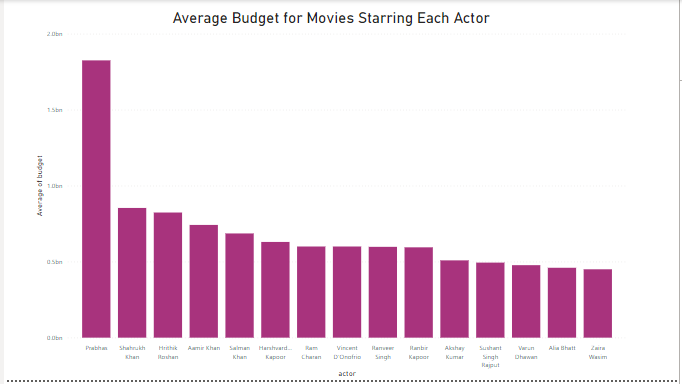 Average Budget for Movies Starring Each Actor
2.0bn
1.5bn
1.0bn
0.5bn
0.0bn
Average of budget
Prabhas
Shahrukh
Khan
Hrithik
Roshan
Aamir Khan
Salman
Khan
Harshvard...
Kapoor
Ram
Charan
Vincent
D'Onofrio
Ranveer
Singh
Ranbir
Kapoor
Akshay
Kumar
Sushant
Singh
Rajput
Varun
Dhawan
Alia Bhatt
Zaira
Wasim
actor